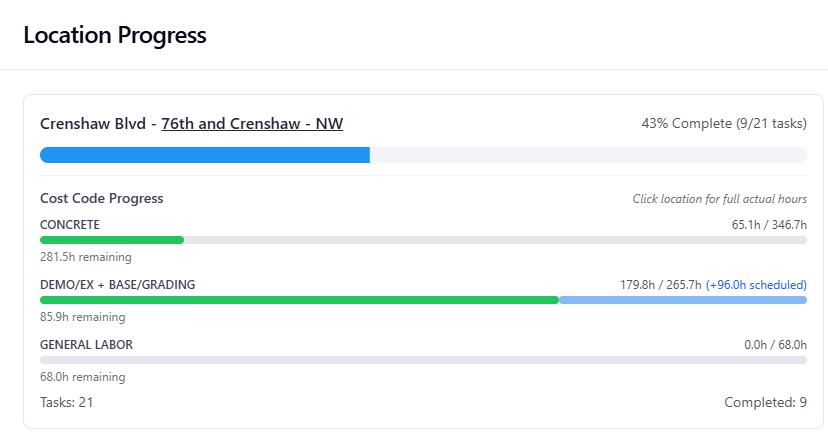 Location Progress
Crenshaw Blvd - 76th and Crenshaw - NW
43% Complete (9/21 tasks)
Cost Code Progress
Click location for full actual hours
CONCRETE
65.1h / 346.7h
281.5h remaining
DEMO/EX + BASE/GRADING
179.8h / 265.7h (+96.0h scheduled)
85.9h remaining
GENERAL LABOR
0.0h / 68.0h
68.0h remaining
Tasks: 21
Completed: 9